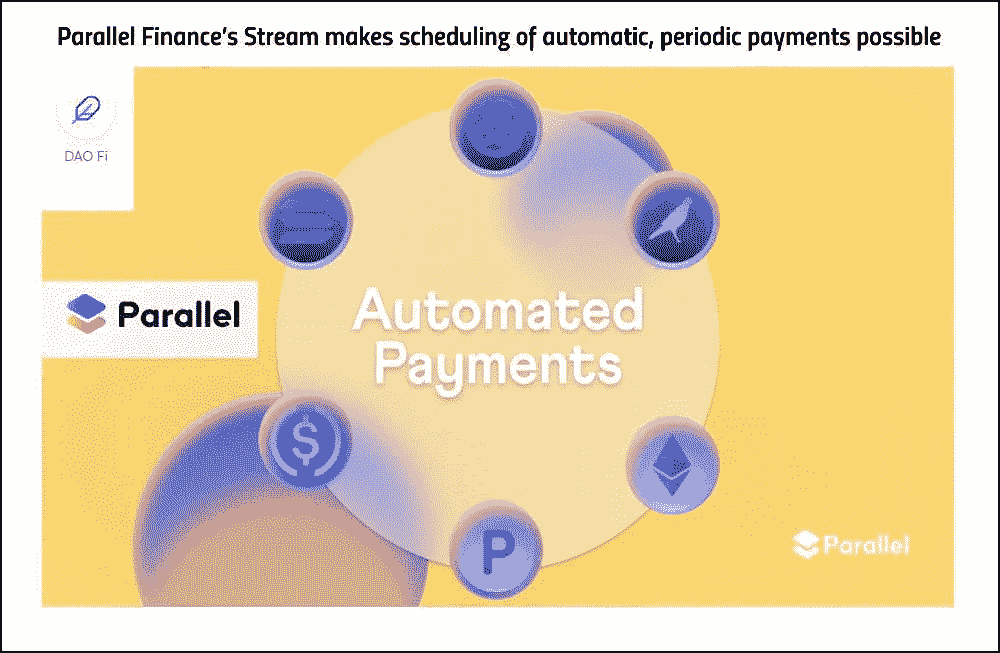 Parallel Finance's Stream makes scheduling of automatic, periodic payments possible
DAO Fi
Parallel
Automated
Payments
P
Parallel